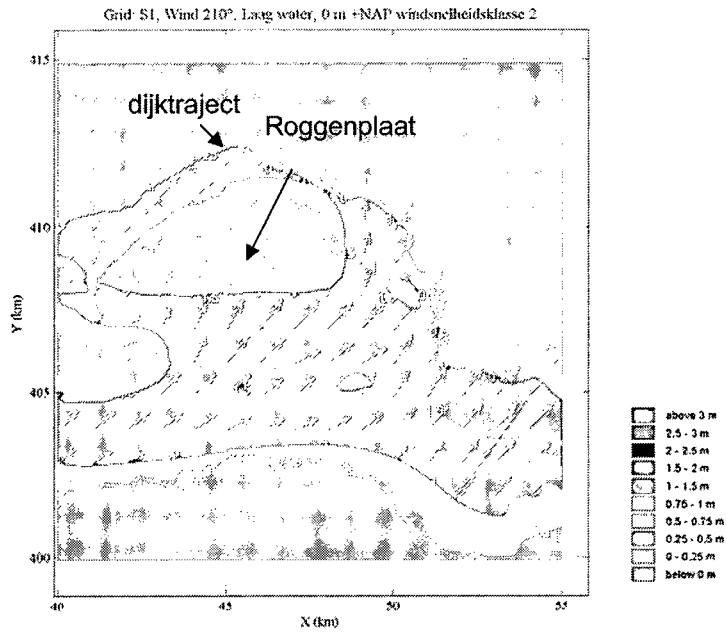 Grid: S1, Wind 210°, Laag water, 0 m +NAP windsnelheidsklasse 2
415
dijktraject
Roggenplaat
410
Y (km)
405
400
40
45
50
55
X (km)
above 3 m
2.5 - 3 m
2 - 2.5 m
1.5 - 2 m
1 - 1.5 m
0.75 - 1 m
0.5 - 0.75 m
0.25 - 0.5 m
0 - 0.25 m
below 0 m